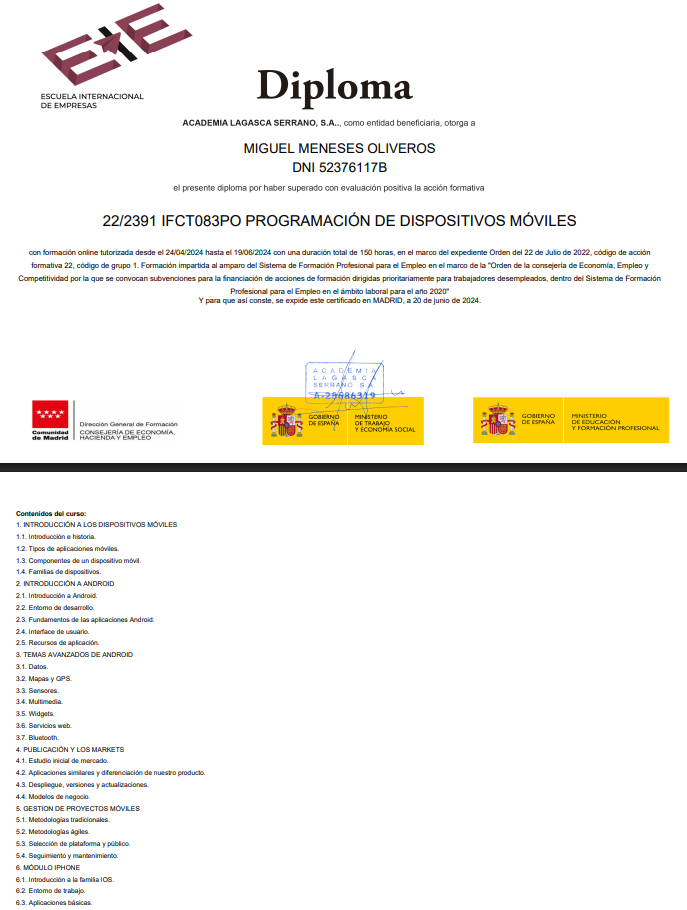 EIE
ESCUELA INTERNACIONAL
DE EMPRESAS
Diploma
ACADEMIA LAGASCA SERRANO, S.A.., como entidad beneficiaria, otorga a
MIGUEL MENESES OLIVEROS
DNI 52376117B
el presente diploma por haber superado con evaluación positiva la acción formativa
22/2391 IFCT083PO PROGRAMACIÓN DE DISPOSITIVOS MÓVILES
con formación online tutorizada desde el 24/04/2024 hasta el 19/06/2024 con una duración total de 150 horas, en el marco del expediente Orden del 22 de Julio de 2022, código de acción
formativa 22, código de grupo 1. Formación impartida al amparo del Sistema de Formación Profesional para el Empleo en el marco de la "Orden de la consejería de Economía, Empleo y
Competitividad por la que se convocan subvenciones para la financiación de acciones de formación dirigidas prioritariamente para trabajadores desempleados, dentro del Sistema de Formación
Profesional para el Empleo en el ámbito laboral para el año 2020"
Y para que así conste, se expide este certificado en MADRID, a 20 de junio de 2024.
ACADEMIA
LAGASCA
SERRANO S.A.
Comunidad
de Madrid
Dirección General de Formación
CONSEJERÍA DE ECONOMÍA,
HACIENDA Y EMPLEO
GOBIERNO
DE ESPAÑA
MINISTERIO
DE TRABAJO
Y ECONOMÍA SOCIAL
GOBIERNO
DE ESPAÑA
MINISTERIO
DE EDUCACIÓN
Y FORMACIÓN PROFESIONAL
Contenidos del curso:
1. INTRODUCCIÓN A LOS DISPOSITIVOS MÓVILES
1.1. Introducción e historia.
1.2. Tipos de aplicaciones móviles.
1.3. Componentes de un dispositivo móvil.
1.4. Familias de dispositivos.
2. INTRODUCCIÓN A ANDROID
2.1. Introducción a Android.
2.2. Entorno de desarrollo.
2.3. Fundamentos de las aplicaciones Android.
2.4. Interface de usuario.
2.5. Recursos de aplicación.
3. TEMAS AVANZADOS DE ANDROID
3.1. Datos.
3.2. Mapas y GPS.
3.3. Sensores.
3.4. Multimedia.
3.5. Widgets.
3.6. Servicios web.
3.7. Bluetooth.
4. PUBLICACIÓN Y LOS MARKETS
4.1. Estudio inicial de mercado.
4.2. Aplicaciones similares y diferenciación de nuestro producto.
4.3. Despliegue, versiones y actualizaciones.
4.4. Modelos de negocio.
5. GESTION DE PROYECTOS MÓVILES
5.1. Metodologías tradicionales.
5.2. Metodologías ágiles.
5.3. Selección de plataforma y público.
5.4. Seguimiento y mantenimiento.
6. MÓDULO IPHONE
6.1. Introducción a la familia IOS.
6.2. Entorno de trabajo.
6.3. Aplicaciones básicas.